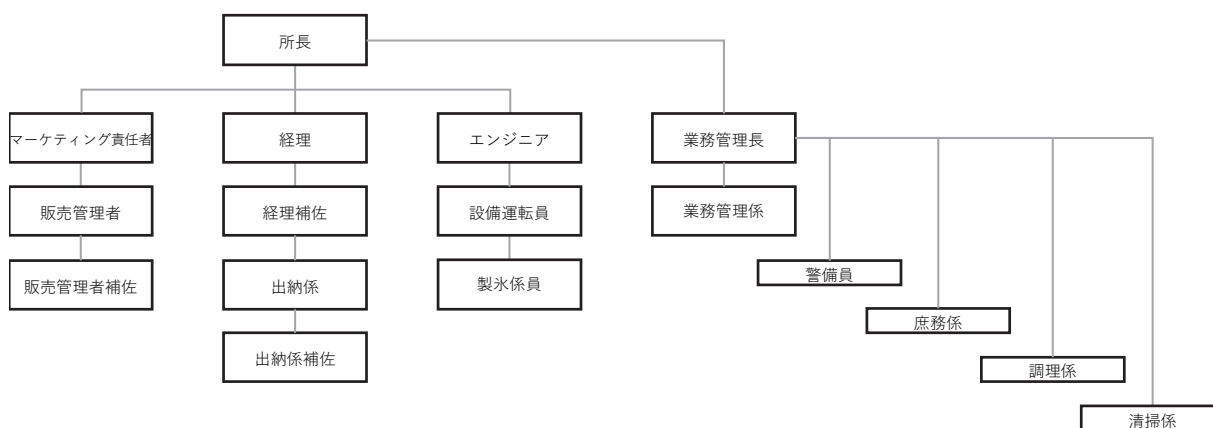 所長
マーケティング責任者
経理
エンジニア
業務管理長
販売管理者
経理補佐
設備運転員
業務管理係
販売管理者補佐
出納係
製氷係員
警備員
庶務係
出納係補佐
調理係
清掃係